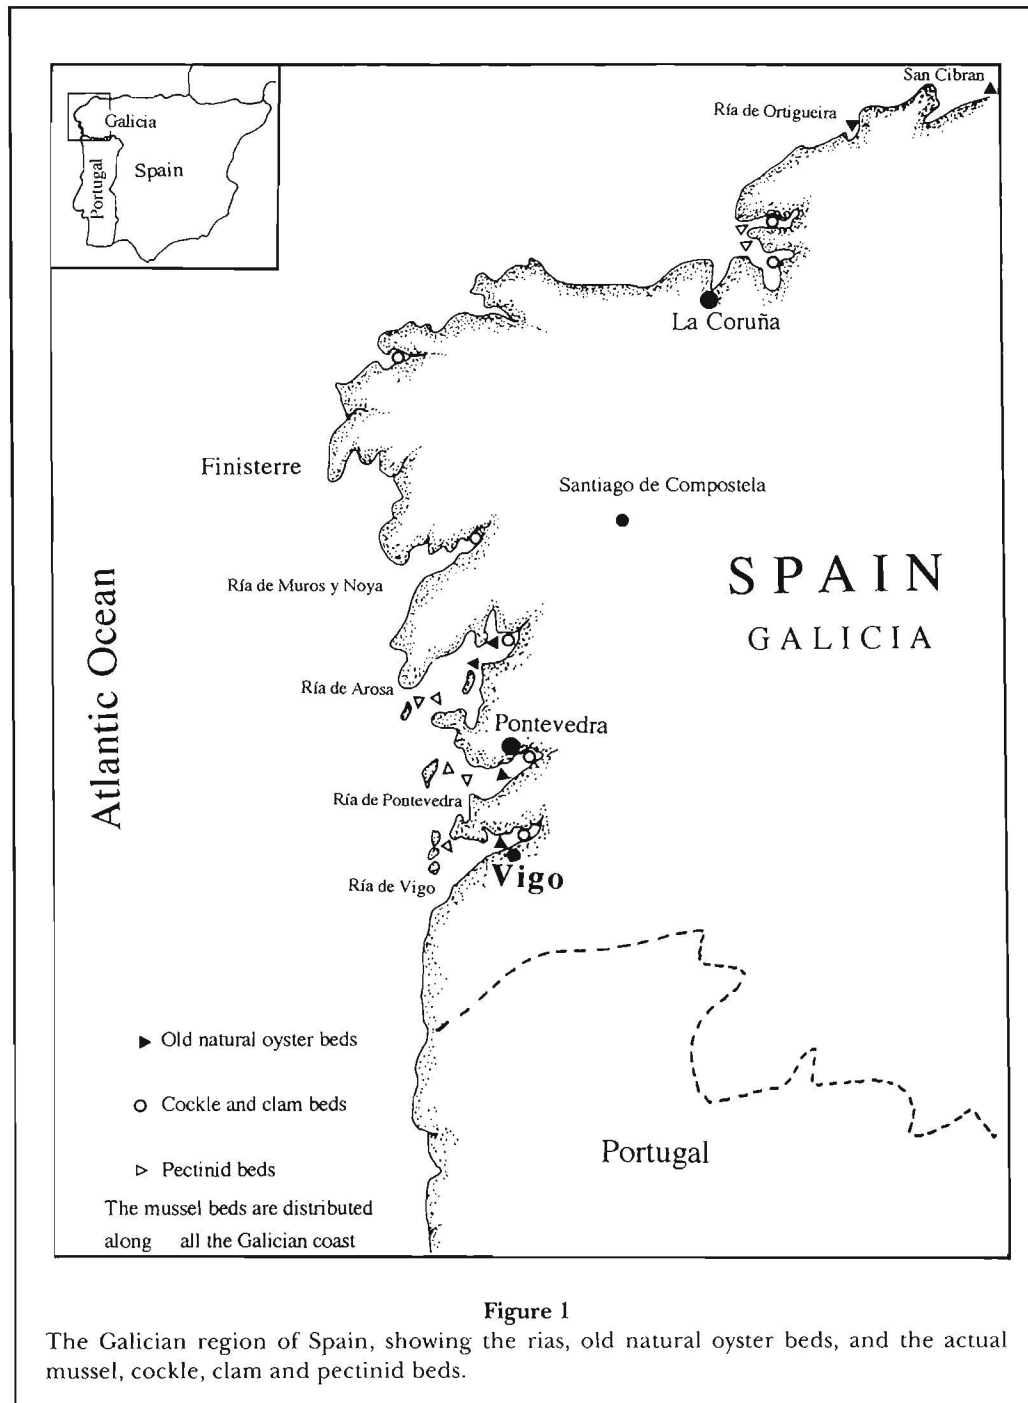 San Cibran
Ría de Ortigueira
Galicia
Portugal
Spain
La Coruña
Finisterre
Santiago de Compostela
SPAIN
GALICIA
Atlantic Ocean
Ría de Muros y Noya
Ría de Arosa
Pontevedra
Ría de Pontevedra
Vigo
Ría de Vigo
Old natural oyster beds
Cockle and clam beds
Pectinid beds
The mussel beds are distributed
along all the Galician coast
Portugal
Figure 1
The Galician region of Spain, showing the rias, old natural oyster beds, and the actual
mussel, cockle, clam and pectinid beds.